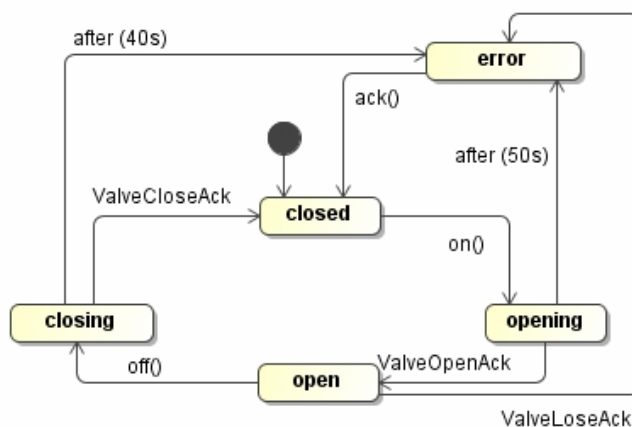 after (40s)
error
ack()
after (50s)
ValveCloseAck
closed
on()
closing
opening
off()
ValveOpenAck
open
ValveLoseAck